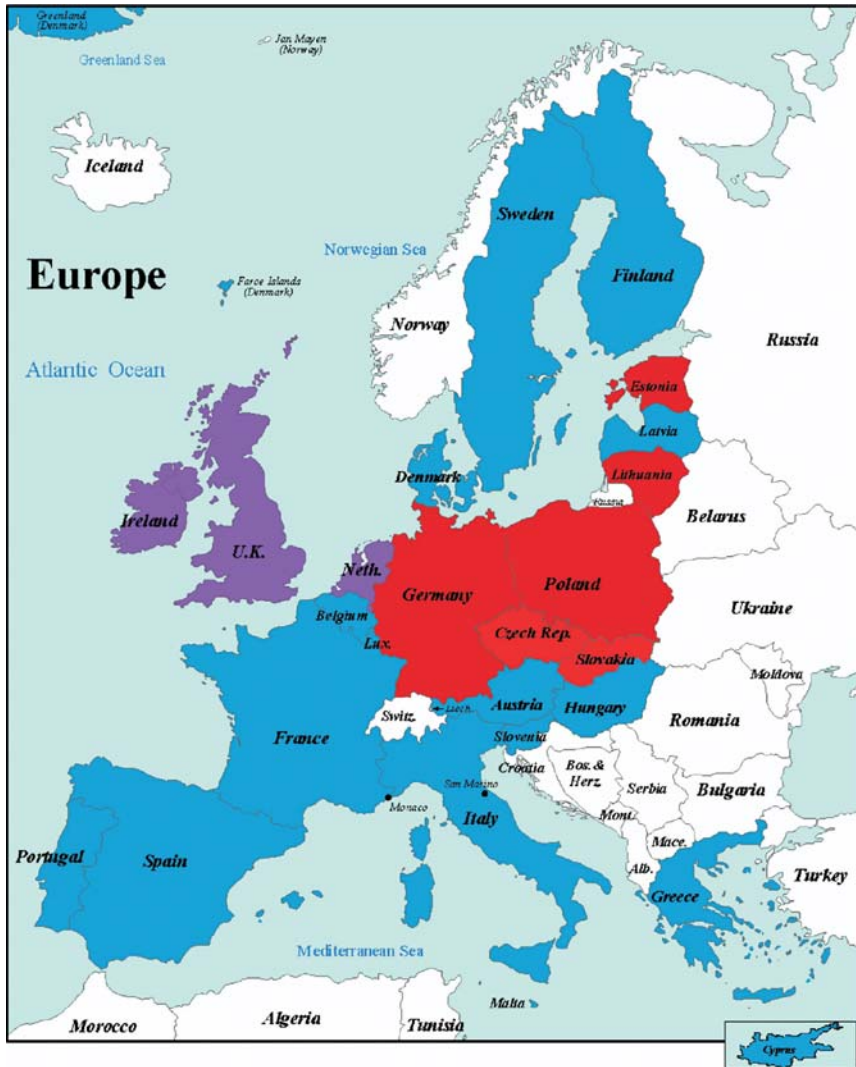 Greenland
(Denmark)
Jan Mayen
(Norway)
Greenland Sea
Iceland
Sweden
Norwegian Sea
Europe
Faroe Islands
(Denmark)
Finland
Norway
Russia
Atlantic Ocean
Estonia
Latvia
Denmark
Lithuania
Russia
Belarus
Ireland
U.K.
Neth.
Germany
Poland
Ukraine
Belgium
Czech Rep.
Lux.
Slovakia
Moldova
Liech.
Austria
Hungary
Switz.
Romania
France
Slovenia
Croatia
Bos. &
Herz.
San Marino
Serbia
Bulgaria
Monaco
Italy
Mont.
Mace.
Portugal
Spain
Alb.
Turkey
Greece
Mediterranean Sea
Malta
Algeria
Morocco
Tunisia
Cyprus